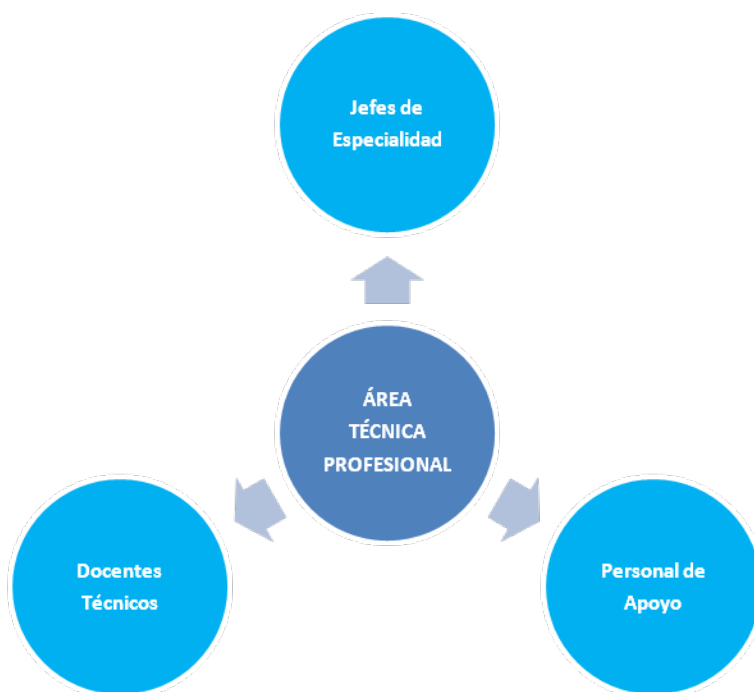 Jefes de
Especialidad
ÁREA
TÉCNICA
PROFESIONAL
Docentes
Técnicos
Personal de
Apoyo